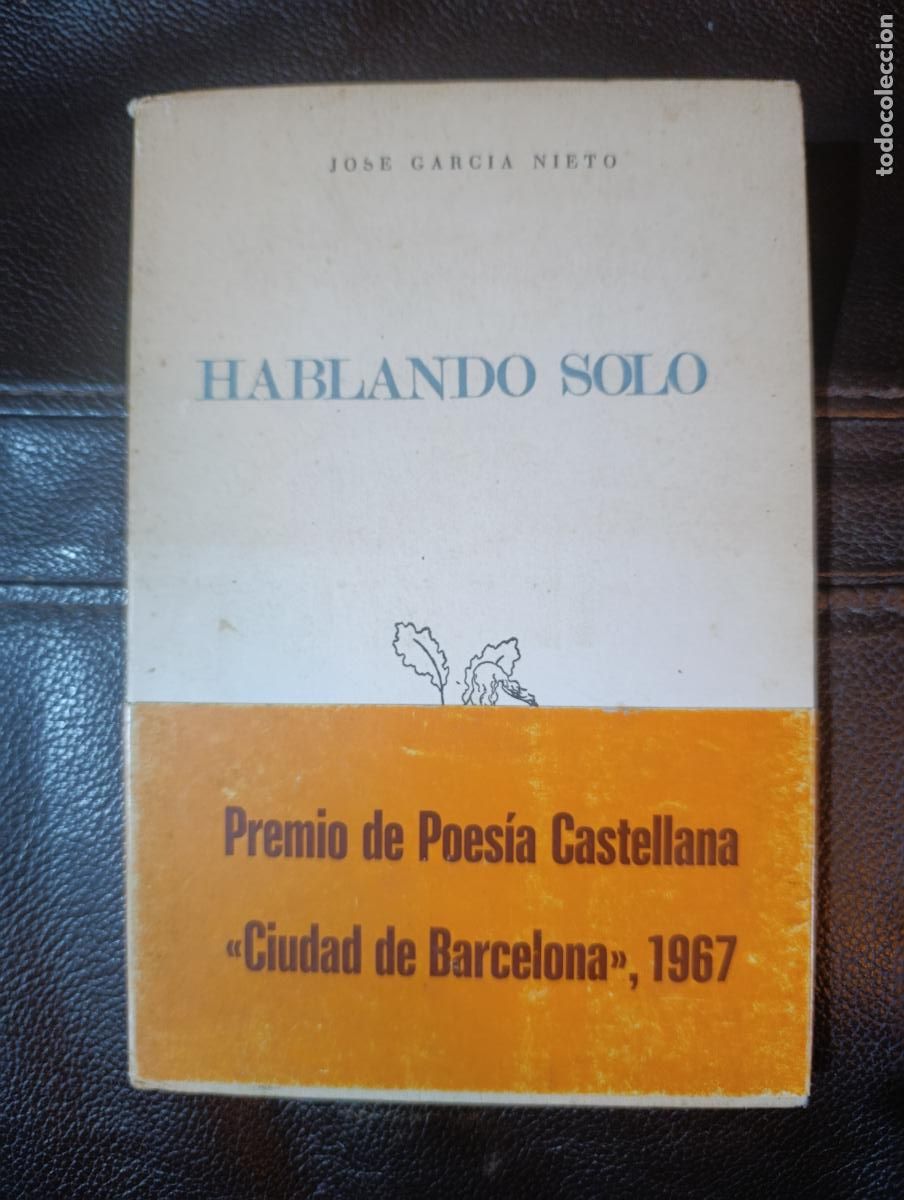 JOSE GARCIA NIETO
HABLANDO SOLO
Premio de Poesía Castellana
«Ciudad de Barcelona», 1967
todocoleccion